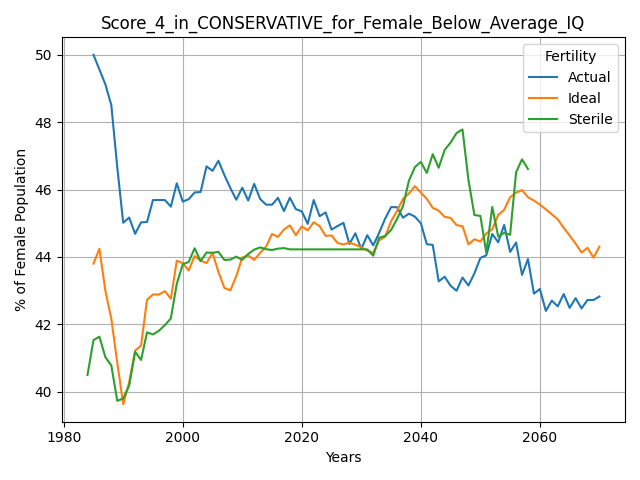 Score_4_in_CONSERVATIVE_for_Female_Below_Average_IQ
Fertility
Actual
Ideal
Sterile
% of Female Population
50
48
46
44
42
40
1980
2000
2020
2040
2060
Years